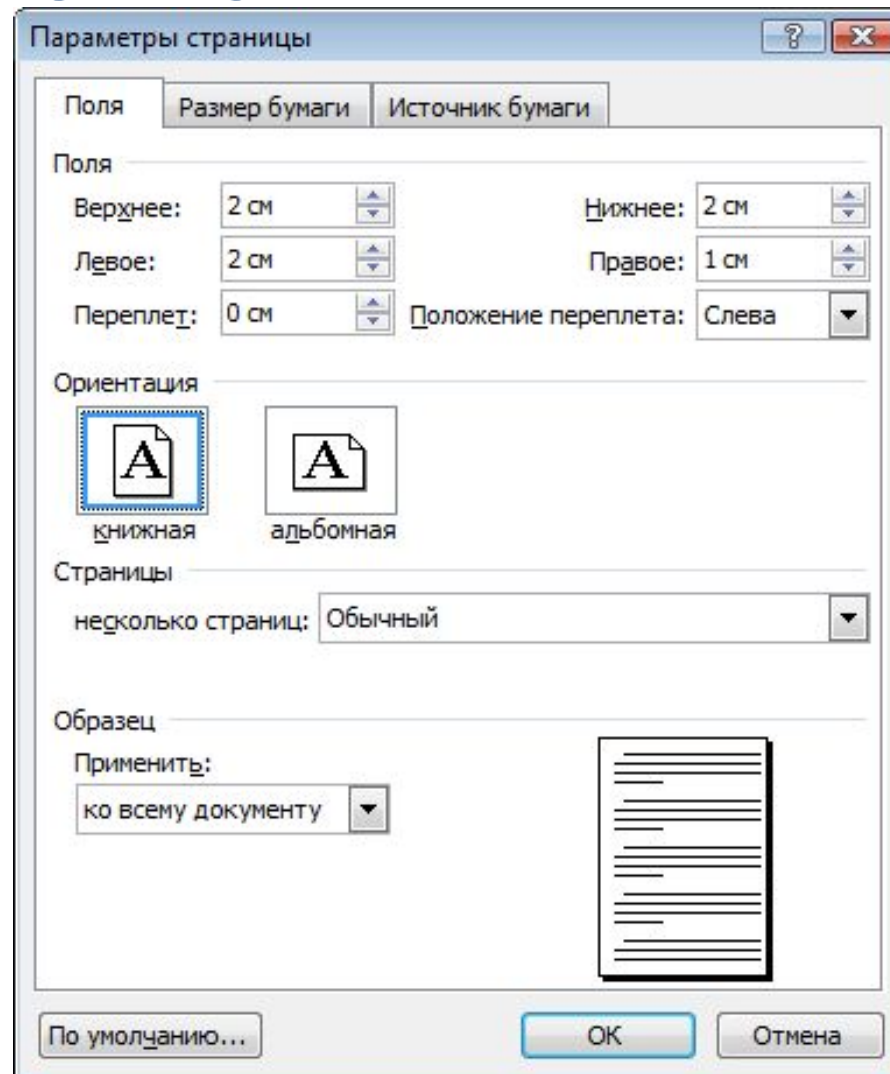 Параметры страницы
Поля Размер бумаги Источник бумаги
Поля
Верхнее: 2 см Нижнее: 2 см
Левое: 2 см Правое: 1 см
Переплет: 0 см Положение переплета: Слева
Ориентация
A A
книжная альбомная
Страницы
несколько страниц: Обычный
Образец
Применить:
ко всему документу
По умолчанию... ОК Отмена